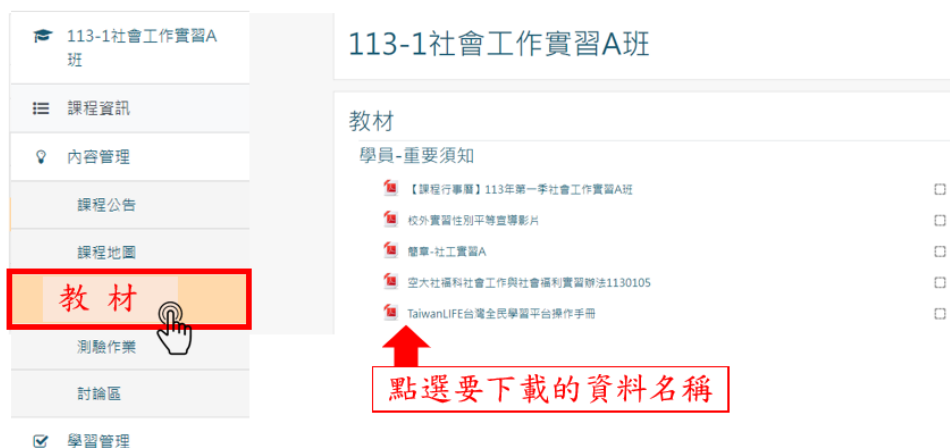 113-1社會工作實習A
班
課程資訊
內容管理
課程公告
課程地圖
教 材
測驗作業
討論區
學習管理
113-1社會工作實習A班
教材
學員-重要須知
【課程行事曆】113年第一季社會工作實習A班
校外實習性別平等宣導影片
簡章-社工實習A
空大社福科社會工作與社會福利實習辦法1130105
TaiwanLIFE台灣全民學習平台操作手冊
點選要下載的資料名稱